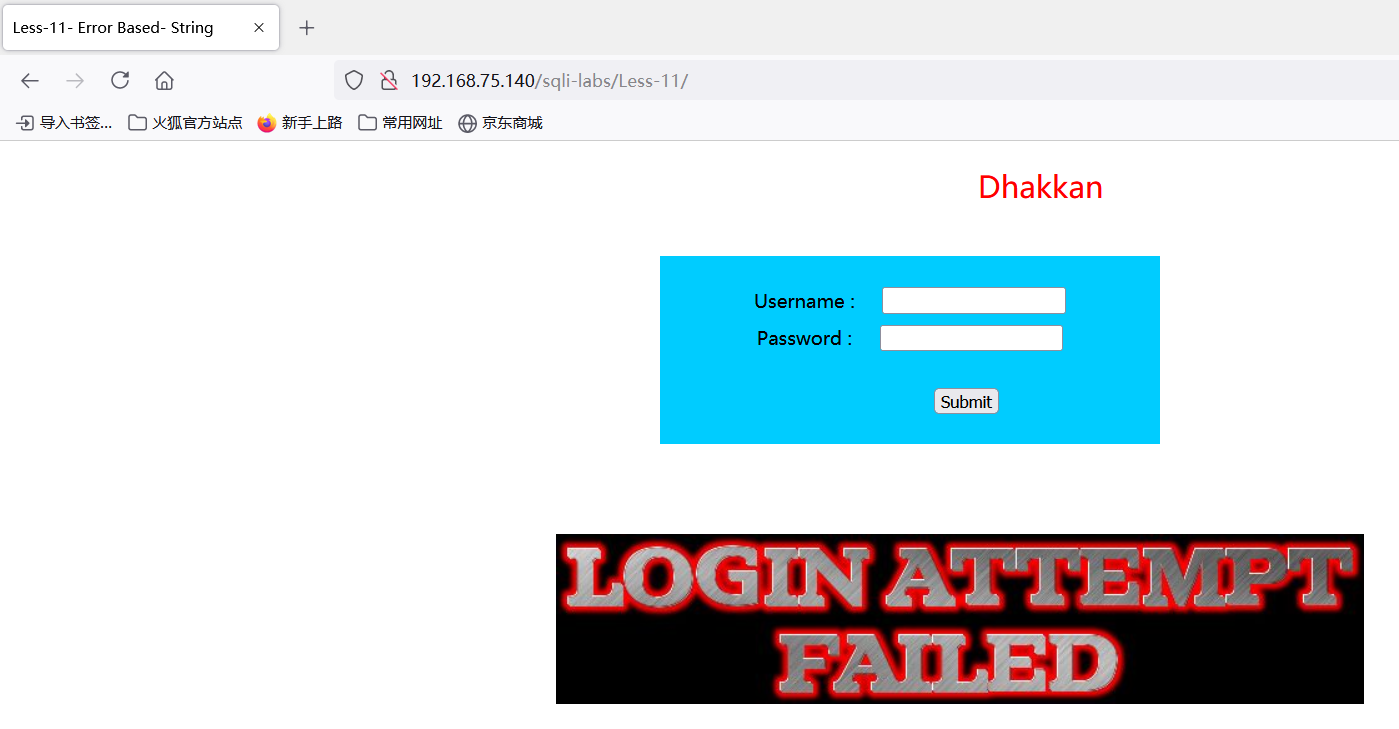 Less-11- Error Based- String
192.168.75.140/sqli-labs/Less-11/
导入书签... 火狐官方站点 新手上路 常用网址 京东商城
Dhakkan
Username :
Password :
Submit
LOGIN ATTEMPT
FAILED